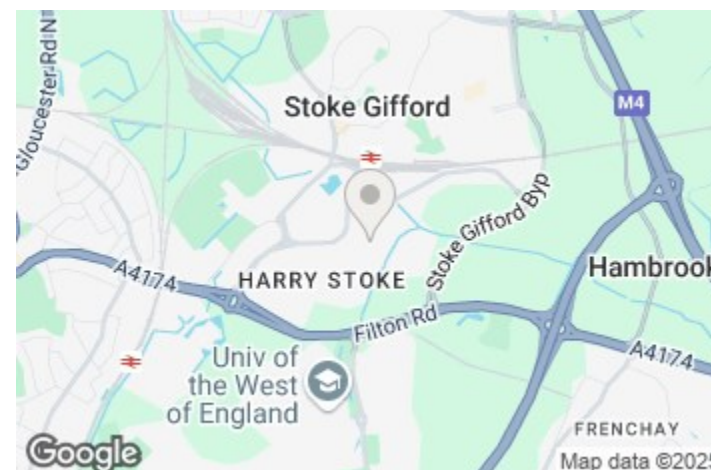 Gloucester Rd N
Stoke Gifford
M4
Stoke Gifford Byp
Hambrook
A4174
HARRY STOKE
Filton Rd
Univ of
the West
of England
A4174
FRENCHAY
Google
Map data ©2025